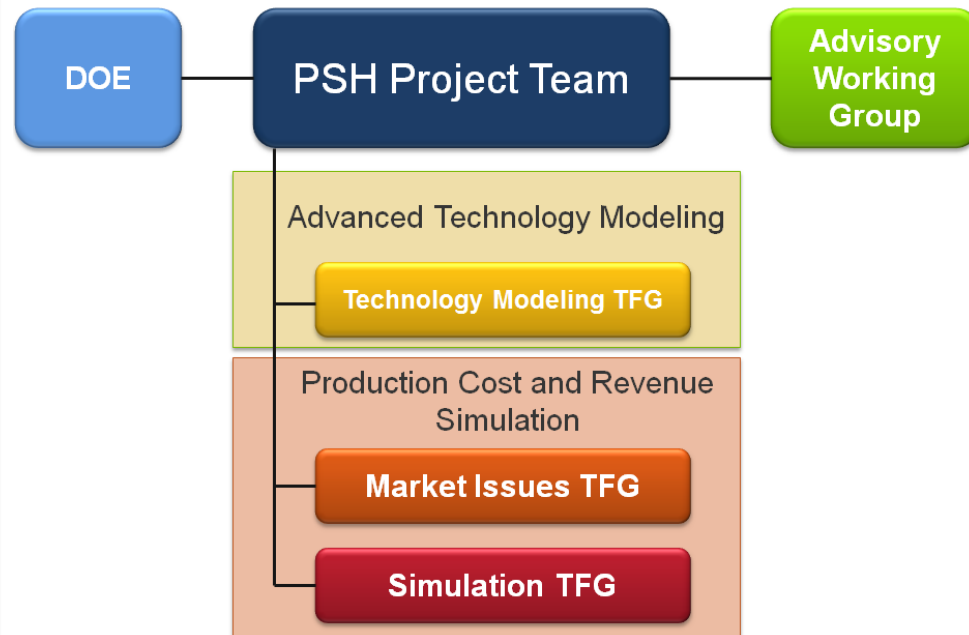 DOE
PSH Project Team
Advisory
Working
Group
Advanced Technology Modeling
Technology Modeling TFG
Production Cost and Revenue
Simulation
Market Issues TFG
Simulation TFG